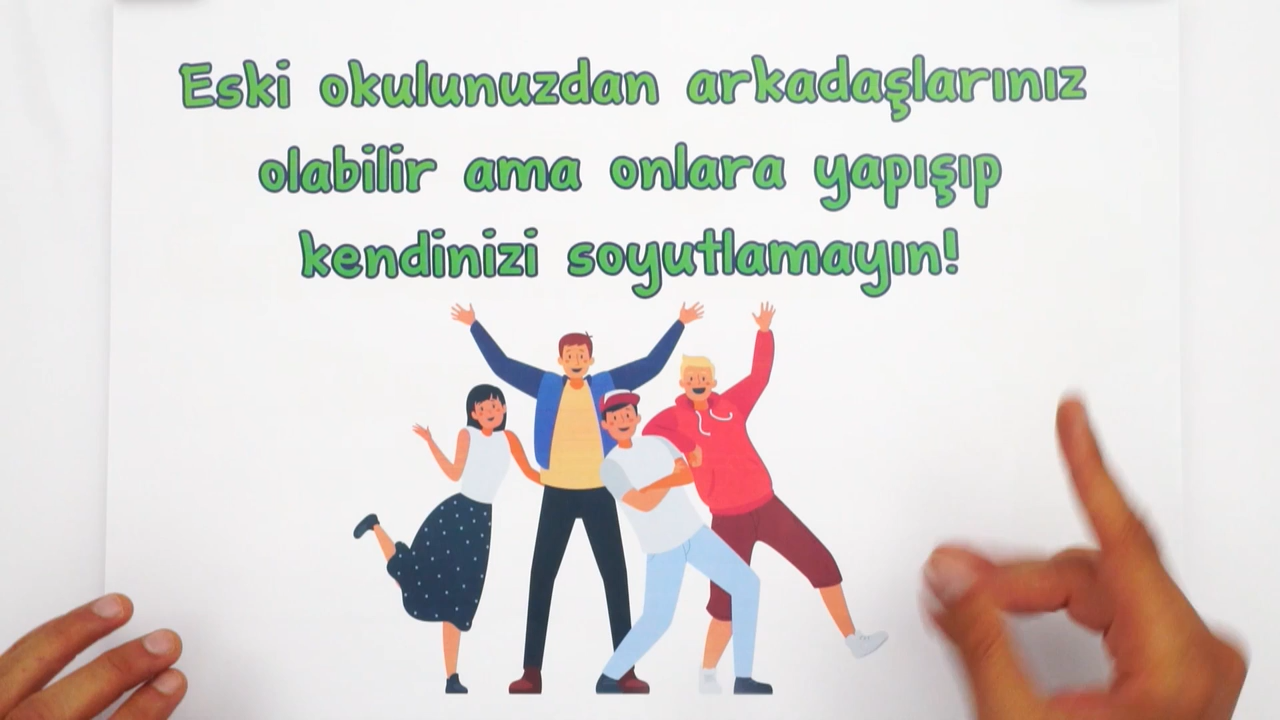 Eski okulunuzdan arkadaşlarınız
olabilir ama onlara yapışıp
kendinizi soyutlamayın!